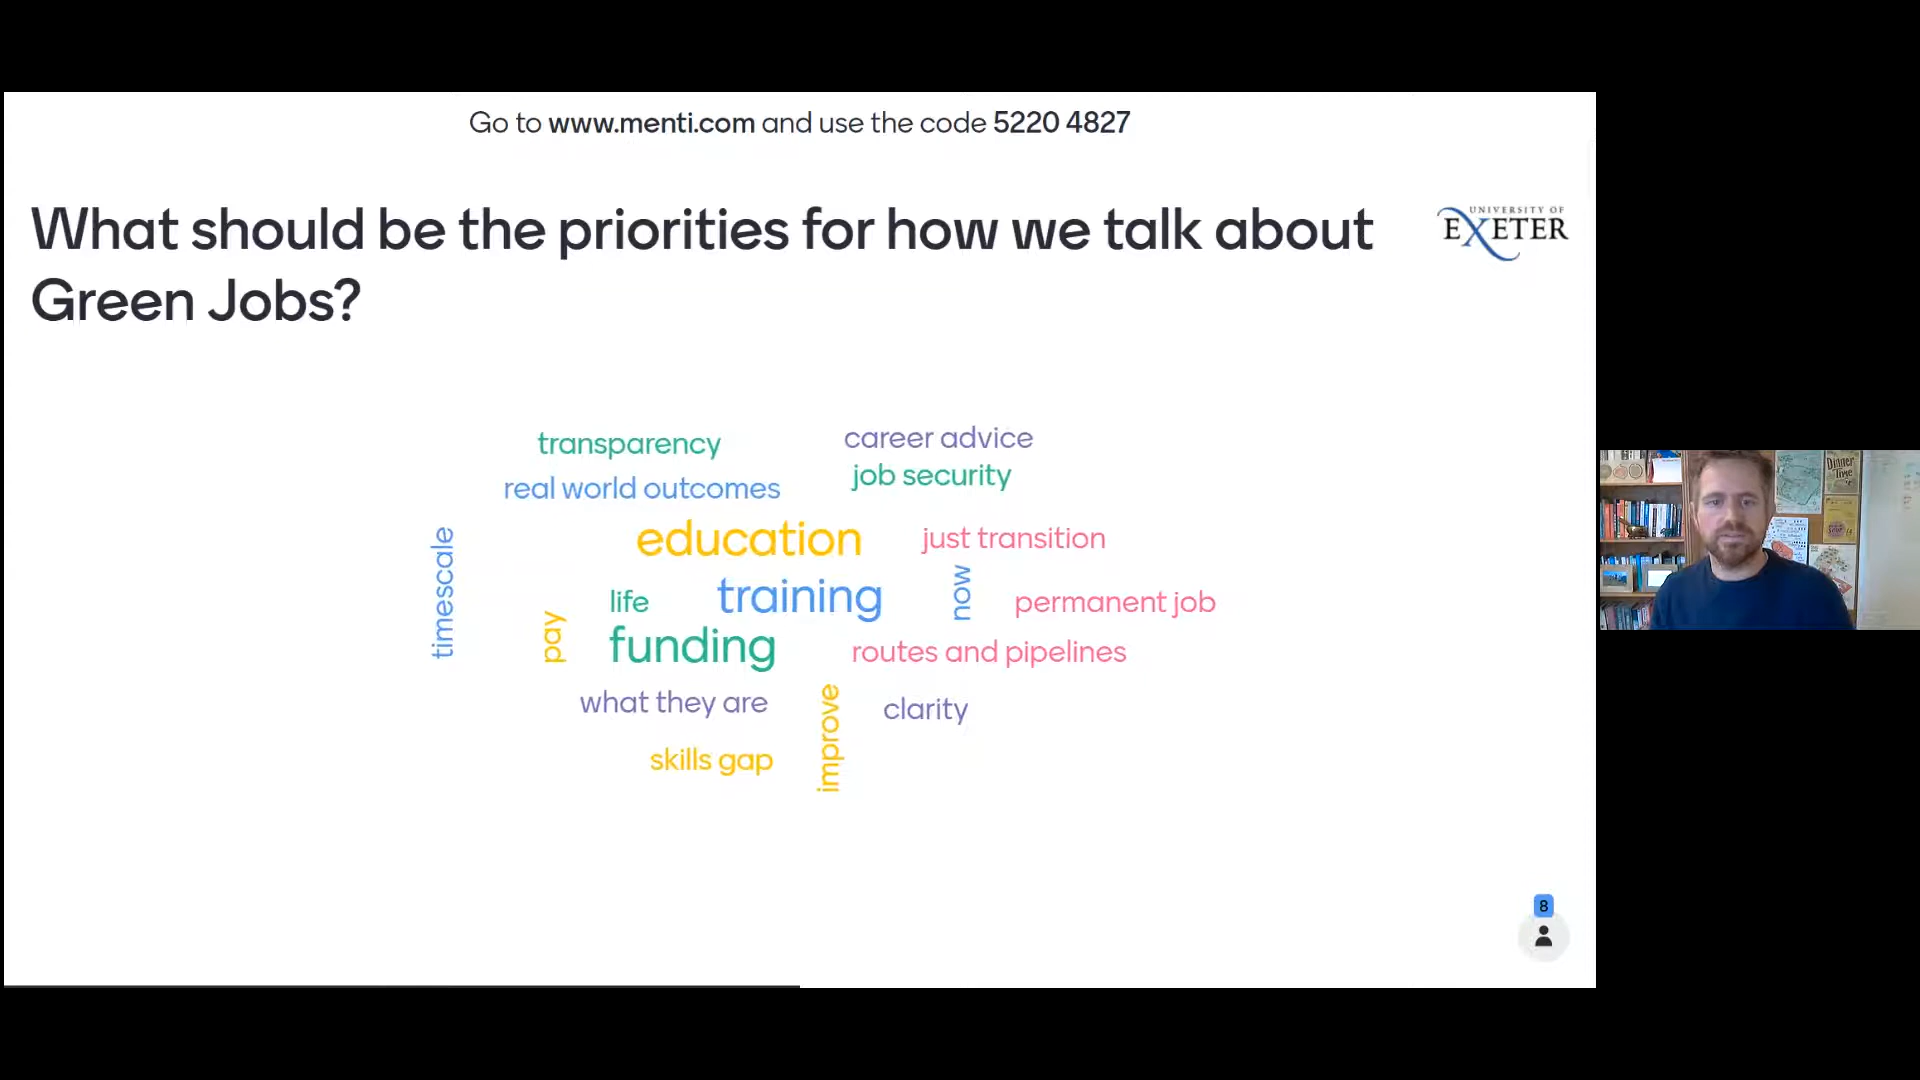 Go to www.menti.com and use the code 5220 4827
What should be the priorities for how we talk about
Green Jobs?
UNIVERSITY OF
EXETER
transparency
career advice
real world outcomes
job security
timescale
education
just transition
life
training
now
permanent job
pay
funding
routes and pipelines
what they are
improve
clarity
skills gap
8
Dinner
Time